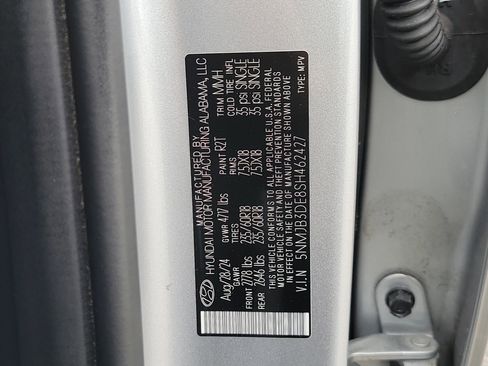 MANUFACTURED BY
HYUNDAI MOTOR MANUFACTURING ALABAMA, LLC
Aug/28/24 GVWR 4717 lbs PAINT R2T TRIM MMH
GAWR TIRES RIMS COLD TIRE INFL
FRONT 2778 lbs 235/60R18 7.5JX18 35 psi SINGLE
REAR 2646 lbs 235/60R18 7.5JX18 35 psi SINGLE
THIS VEHICLE CONFORMS TO ALL APPLICABLE U.S.A. FEDERAL
MOTOR VEHICLE SAFETY AND THEFT PREVENTION STANDARDS
IN EFFECT ON THE DATE OF MANUFACTURE SHOWN ABOVE.
V.I.N 5NMJB3DE8SH462427 TYPE: MPV